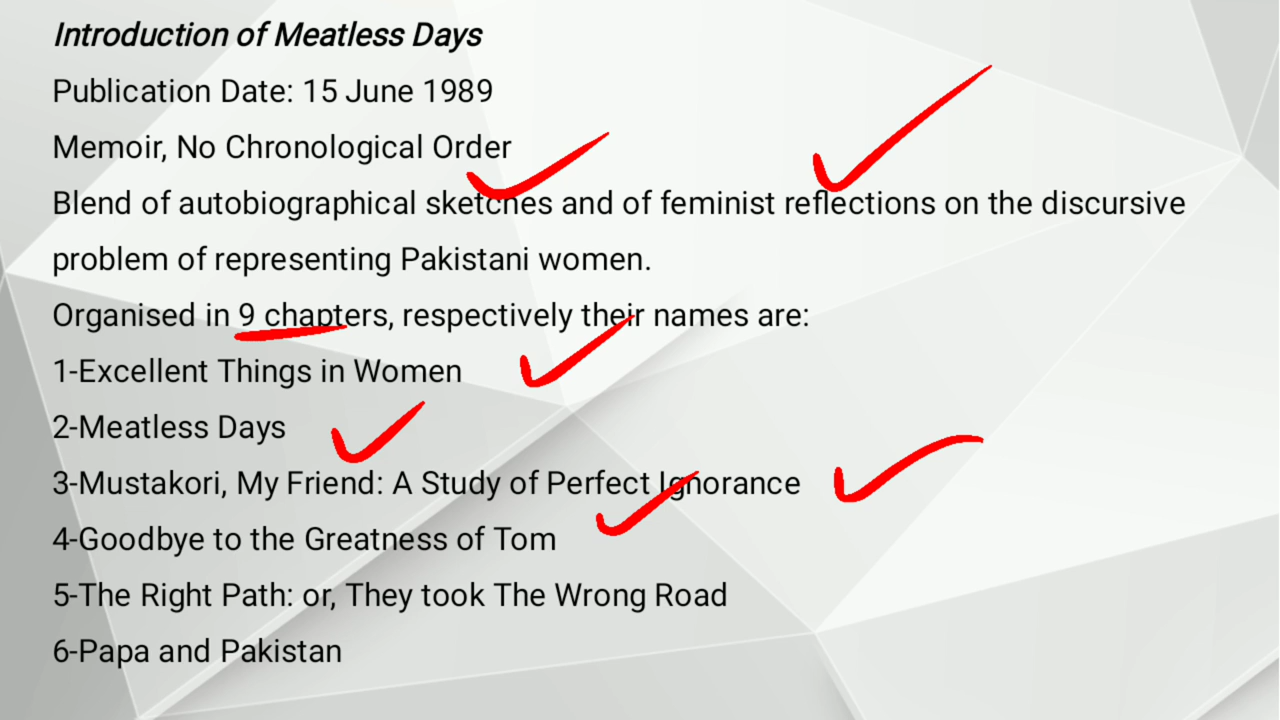 Introduction of Meatless Days
Publication Date: 15 June 1989
Memoir, No Chronological Order
Blend of autobiographical sketches and of feminist reflections on the discursive
problem of representing Pakistani women.
Organised in 9 chapters, respectively their names are:
1-Excellent Things in Women
2-Meatless Days
3-Mustakori, My Friend: A Study of Perfect Ignorance
4-Goodbye to the Greatness of Tom
5-The Right Path: or, They took The Wrong Road
6-Papa and Pakistan